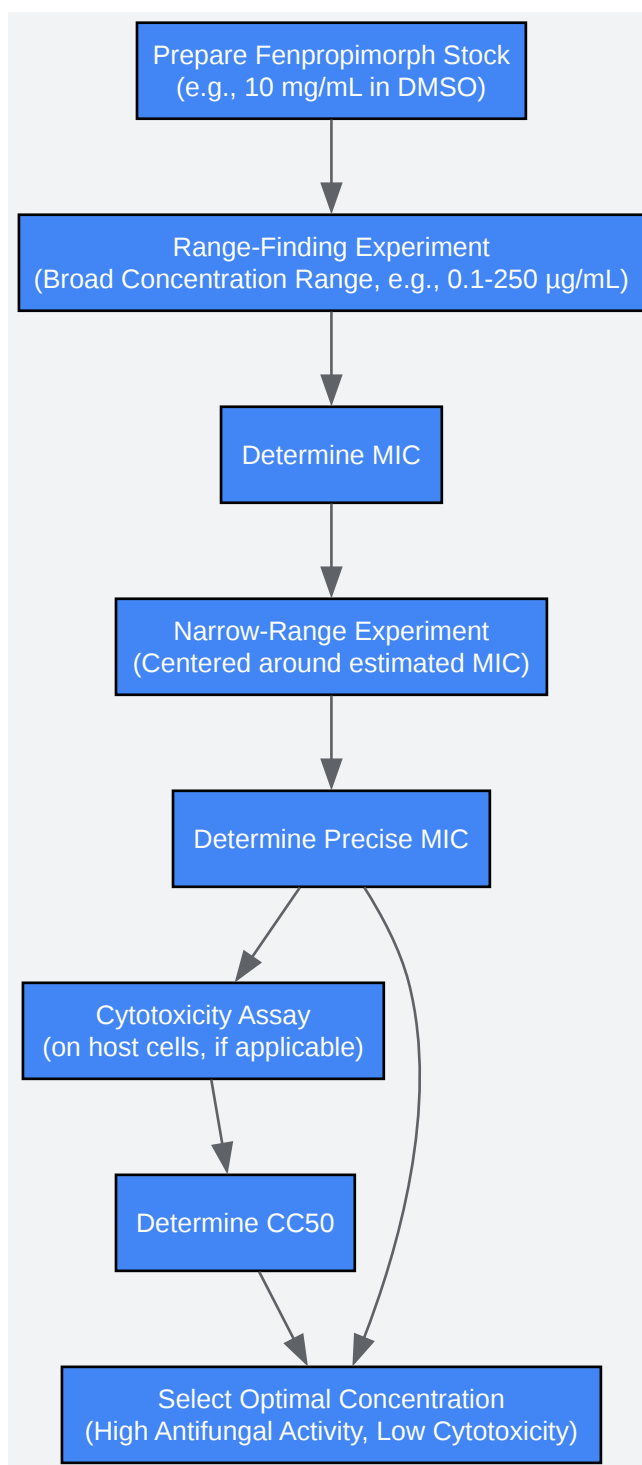 Prepare Fenpropimorph Stock
(e.g., 10 mg/mL in DMSO)
Range-Finding Experiment
(Broad Concentration Range, e.g., 0.1-250 µg/mL)
Determine MIC
Narrow-Range Experiment
(Centered around estimated MIC)
Determine Precise MIC
Cytotoxicity Assay
(on host cells, if applicable)
Determine CC50
Select Optimal Concentration
(High Antifungal Activity, Low Cytotoxicity)